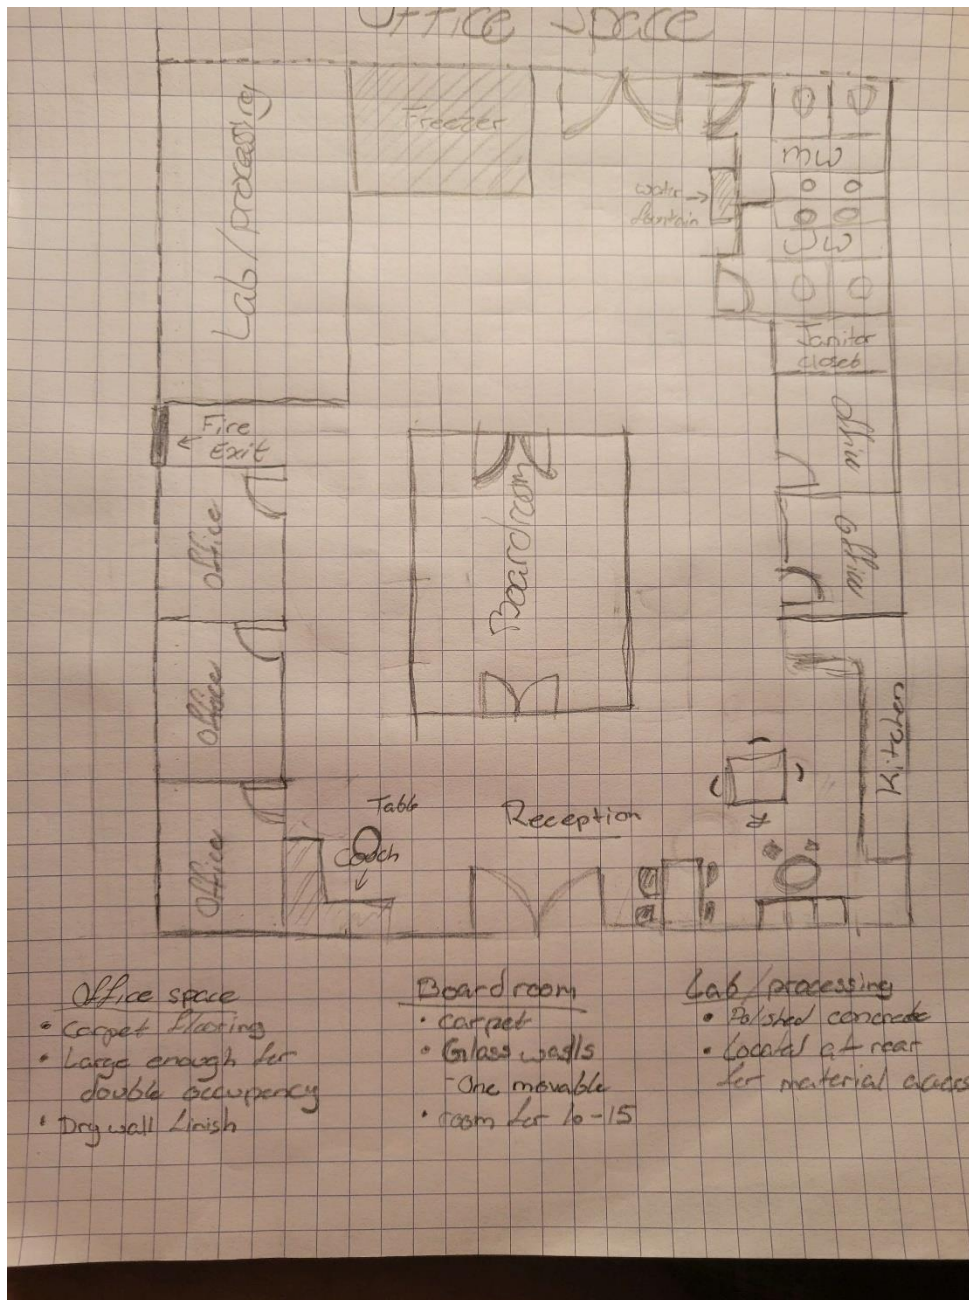 Office Space
Freezer
Lab/processing
MW
water
fountain
WW
Janitor
closet
Fire
Exit
Office
Office
Office
Boardroom
Office
Office
Kitchen
Table
Reception
Couch
Office space
• Carpet flooring
• Large enough for
double occupency
• Dry wall finish
Boardroom
• Carpet
• Glass walls
- One movable
• room for 10-15
Lab/processing
• Polished concrete
• Located at rear
for material access